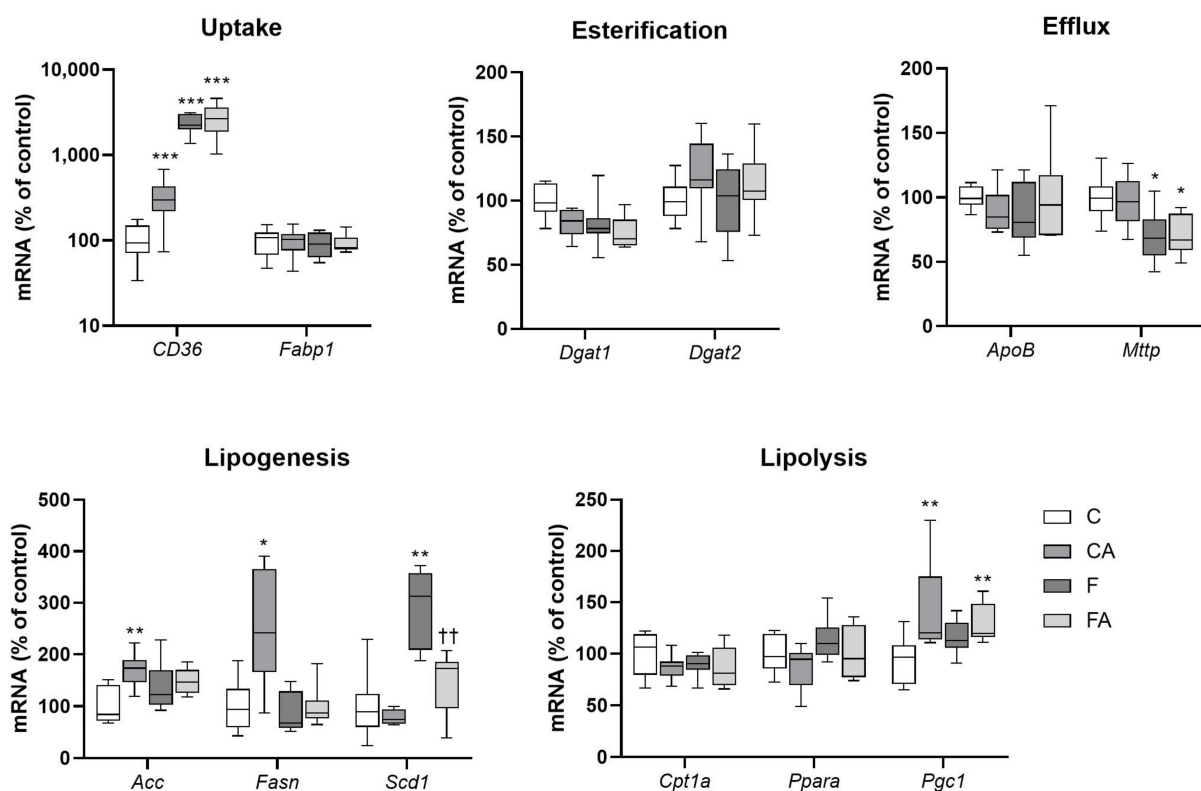 Uptake
mRNA (% of control)
10,000
1,000
100
10
***
***
***
CD36
Fabp1
Esterification
mRNA (% of control)
200
150
100
50
0
Dgat1
Dgat2
Efflux
mRNA (% of control)
200
150
100
50
0
*
*
ApoB
Mttp
Lipogenesis
mRNA (% of control)
500
400
300
200
100
0
**
*
**
††
Acc
Fasn
Scd1
Lipolysis
mRNA (% of control)
250
200
150
100
50
0
**
**
Cpt1a
Ppara
Pgc1
C
CA
F
FA